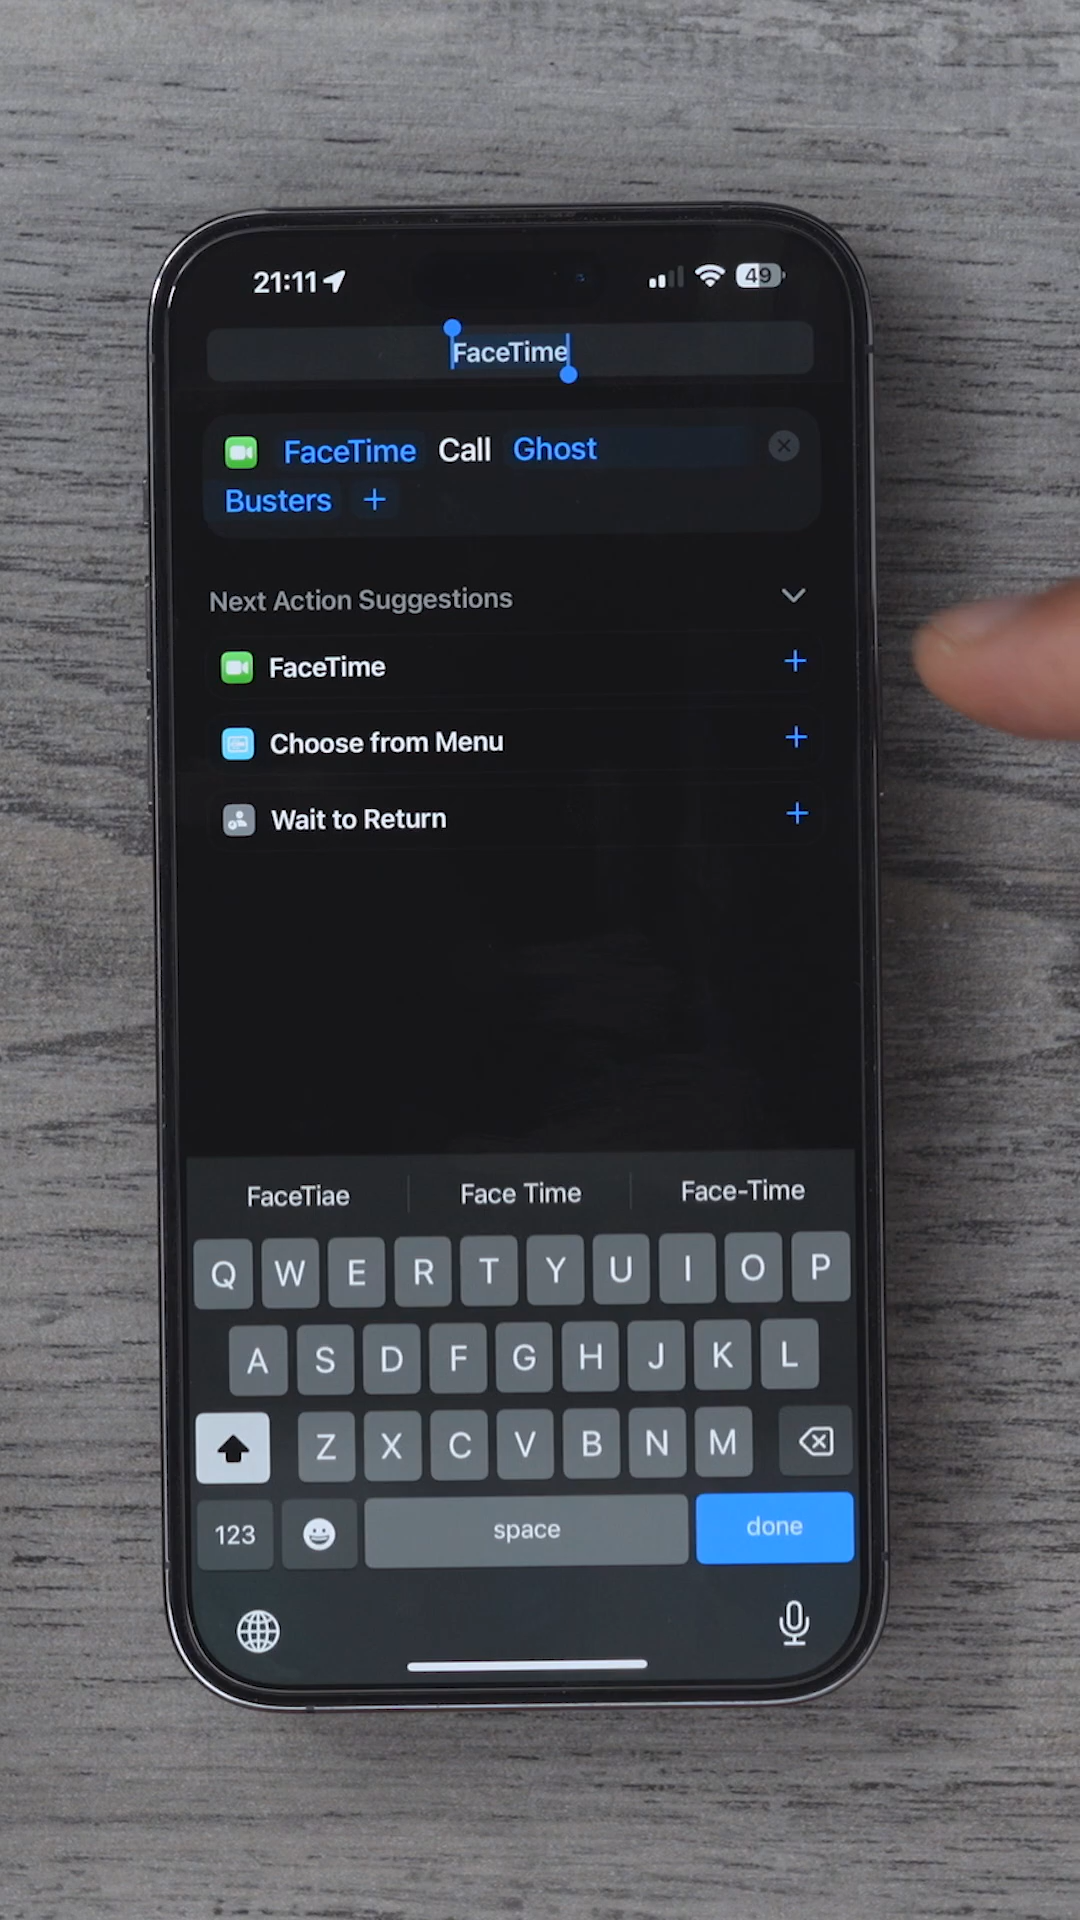 21:11
49
FaceTime
FaceTime Call Ghost
Busters +
Next Action Suggestions
FaceTime +
Choose from Menu +
Wait to Return +
FaceTiae Face Time Face-Time
Q W E R T Y U I O P
A S D F G H J K L
Z X C V B N M
123 space done